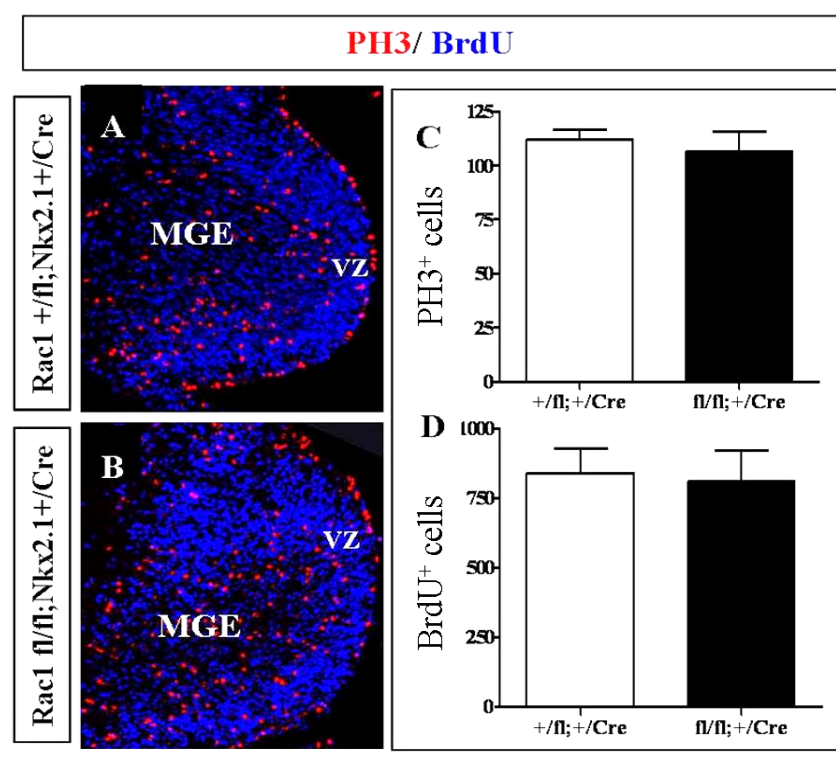 PH3/ BrdU
Rac1 +/fl;Nkx2.1+/Cre
A
MGE
VZ
Rac1 fl/fl;Nkx2.1+/Cre
B
VZ
MGE
C
PH3+ cells
125
100
75
50
25
0
+/fl;+/Cre
fl/fl;+/Cre
D
BrdU+ cells
1000
750
500
250
0
+/fl;+/Cre
fl/fl;+/Cre